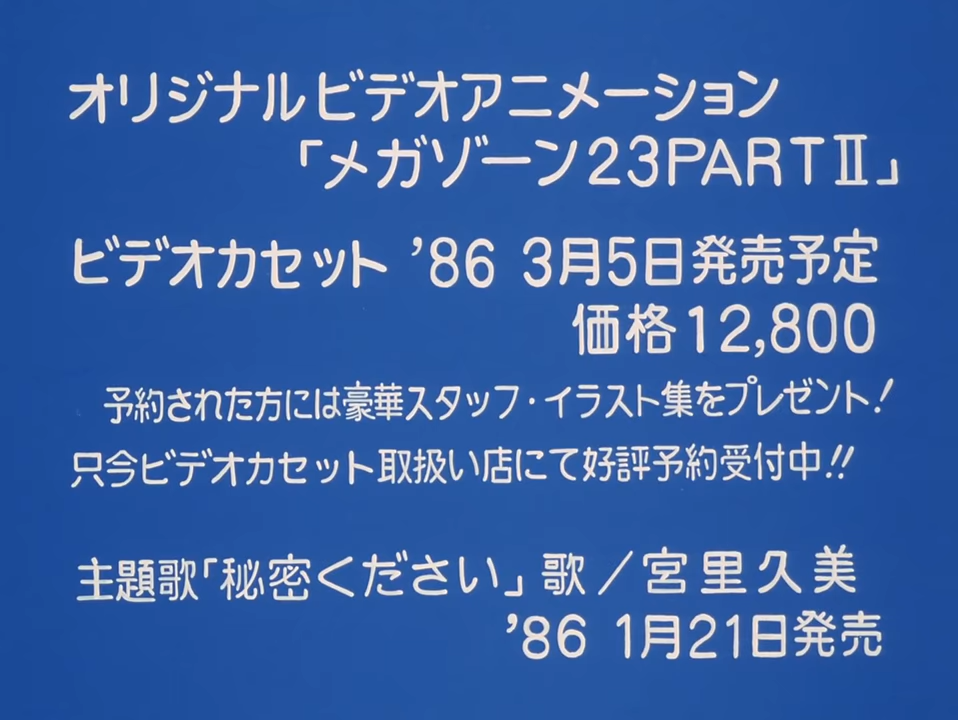 オリジナルビデオアニメーション
「メガゾーン23PARTⅡ」
ビデオカセット ’86 3月5日発売予定
価格12,800
予約された方には豪華スタッフ・イラスト集をプレゼント!
只今ビデオカセット取扱い店にて好評予約受付中!!
主題歌「秘密ください」歌/宮里久美
’86 1月21日発売